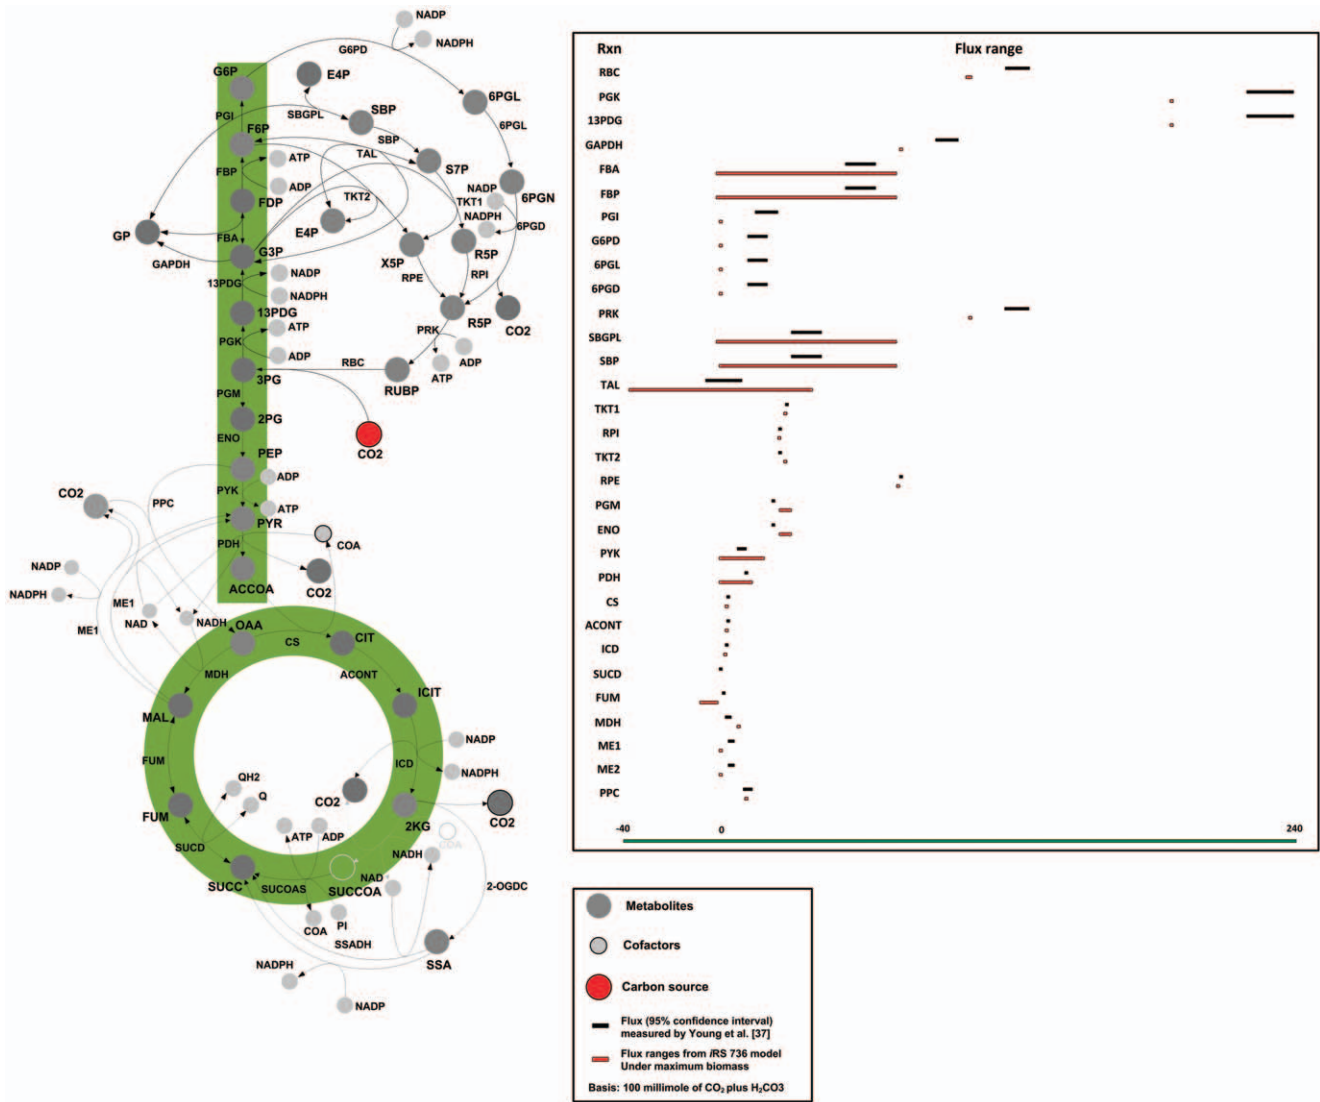 NADP
NADPH
G6PD
G6P
E4P
6PGL
SBGPL
SBP
PGI
SBP
6PGL
F6P
TAL
ATP
S7P
FBP
ADP
NADP
6PGN
TKT2
TKT1
FDP
NADPH
GP
FBA
E4P
6PGD
G3P
R5P
GAPDH
X5P
NADP
RPE
RPI
13PDG
NADPH
13PDG
R5P
CO2
ATP
PRK
PGK
ADP
ADP
RBC
ATP
3PG
RUBP
PGM
2PG
ENO
CO2
PEP
ADP
CO2
PYK
PPC
ATP
PYR
PDH
COA
NADP
CO2
ACCOA
NADPH
ME1
NAD
NADH
ME1
OAA
CS
CIT
MDH
ACONT
ICIT
MAL
NADP
FUM
ICD
QH2
NADPH
CO2
Q
FUM
2KG
CO2
ATP
ADP
COA
SUCD
NADH
SUCC
SUCOAS
SUCCOA
NAD
2-OGDC
COA
PI
SSADH
SSA
NADPH
NADP
Rxn Flux range
RBC
PGK
13PDG
GAPDH
FBA
FBP
PGI
G6PD
6PGL
6PGD
PRK
SBGPL
SBP
TAL
TKT1
RPI
TKT2
RPE
PGM
ENO
PYK
PDH
CS
ACONT
ICD
SUCD
FUM
MDH
ME1
ME2
PPC
-40 0 240
Metabolites
Cofactors
Carbon source
Flux (95% confidence interval)
measured by Young et al. [37]
Flux ranges from iRS 736 model
Under maximum biomass
Basis: 100 millimole of CO2 plus H2CO3